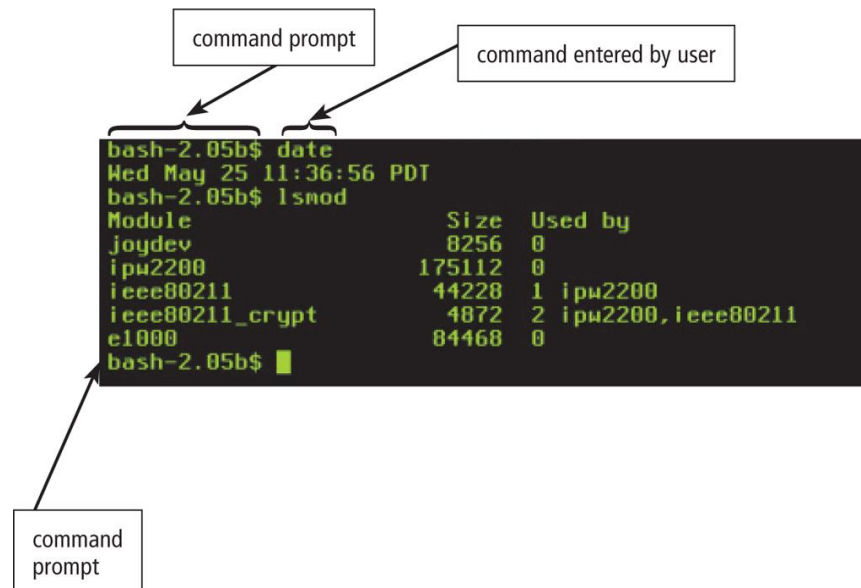 command prompt
command entered by user
bash-2.05b$ date
Wed May 25 11:36:56 PDT
bash-2.05b$ lsmod
Module Size Used by
joydev 8256 0
ipw2200 175112 0
ieee80211 44228 1 ipw2200
ieee80211_crypt 4872 2 ipw2200,ieee80211
e1000 84468 0
bash-2.05b$
command
prompt